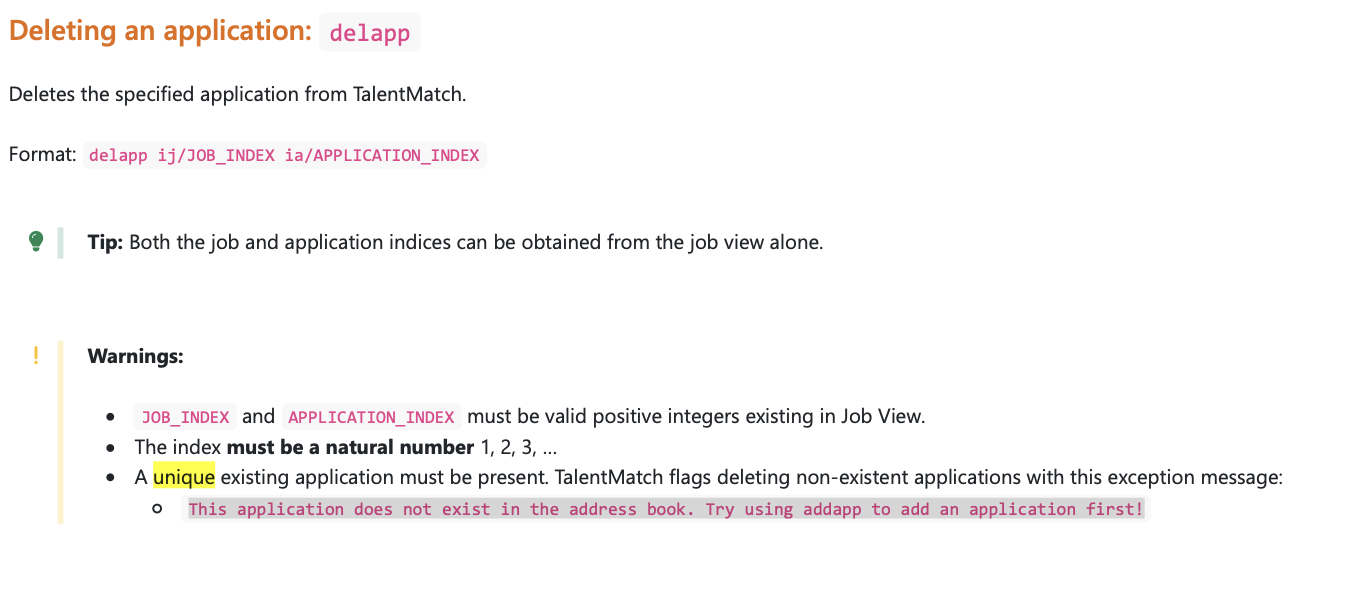 Deleting an application: delapp
Deletes the specified application from TalentMatch.
Format: delapp ij/JOB_INDEX ia/APPLICATION_INDEX
Tip: Both the job and application indices can be obtained from the job view alone.
Warnings:
JOB_INDEX and APPLICATION_INDEX must be valid positive integers existing in Job View.
The index must be a natural number 1, 2, 3, …
A unique existing application must be present. TalentMatch flags deleting non-existent applications with this exception message:
This application does not exist in the address book. Try using addapp to add an application first!